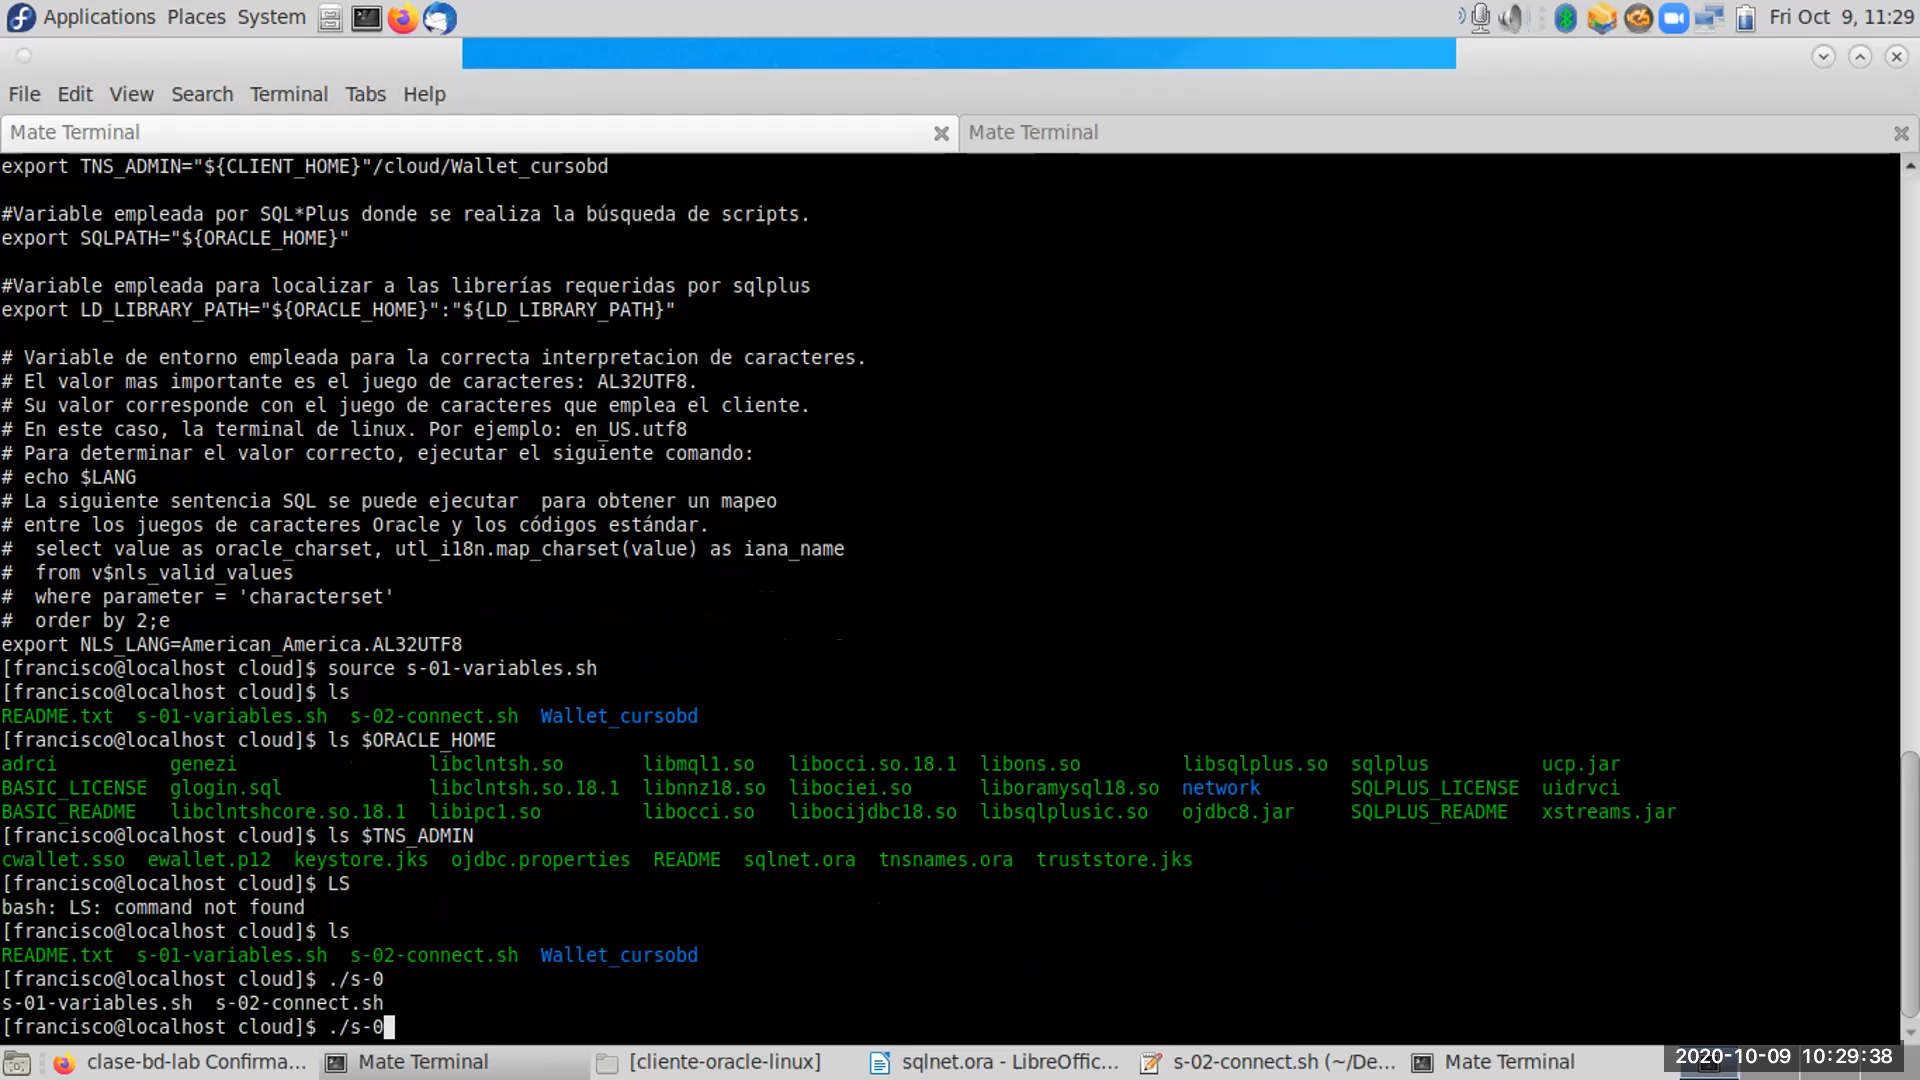 Applications Places System Fri Oct 9, 11:29
File Edit View Search Terminal Tabs Help
Mate Terminal Mate Terminal
export TNS_ADMIN="${CLIENT_HOME}"/cloud/Wallet_cursobd
#Variable empleada por SQL*Plus donde se realiza la búsqueda de scripts.
export SQLPATH="${ORACLE_HOME}"
#Variable empleada para localizar a las librerías requeridas por sqlplus
export LD_LIBRARY_PATH="${ORACLE_HOME}":"${LD_LIBRARY_PATH}"
# Variable de entorno empleada para la correcta interpretacion de caracteres.
# El valor mas importante es el juego de caracteres: AL32UTF8.
# Su valor corresponde con el juego de caracteres que emplea el cliente.
# En este caso, la terminal de linux. Por ejemplo: en_US.utf8
# Para determinar el valor correcto, ejecutar el siguiente comando:
# echo $LANG
# La siguiente sentencia SQL se puede ejecutar  para obtener un mapeo
# entre los juegos de caracteres Oracle y los códigos estándar.
#  select value as oracle_charset, utl_i18n.map_charset(value) as iana_name
#  from v$nls_valid_values
#  where parameter = 'characterset'
#  order by 2;e
export NLS_LANG=American_America.AL32UTF8
[francisco@localhost cloud]$ source s-01-variables.sh
[francisco@localhost cloud]$ ls
README.txt  s-01-variables.sh  s-02-connect.sh  Wallet_cursobd
[francisco@localhost cloud]$ ls $ORACLE_HOME
adrci genezi libclntsh.so libmql1.so libocci.so.18.1 libons.so libsqlplus.so sqlplus ucp.jar
BASIC_LICENSE glogin.sql libclntsh.so.18.1 libnnz18.so libociei.so liboramysql18.so network SQLPLUS_LICENSE uidrvci
BASIC_README libclntshcore.so.18.1 libipc1.so libocci.so libocijdbc18.so libsqlplusic.so ojdbc8.jar SQLPLUS_README xstreams.jar
[francisco@localhost cloud]$ ls $TNS_ADMIN
cwallet.sso  ewallet.p12  keystore.jks  ojdbc.properties  README  sqlnet.ora  tnsnames.ora  truststore.jks
[francisco@localhost cloud]$ LS
bash: LS: command not found
[francisco@localhost cloud]$ ls
README.txt  s-01-variables.sh  s-02-connect.sh  Wallet_cursobd
[francisco@localhost cloud]$ ./s-0
s-01-variables.sh  s-02-connect.sh
[francisco@localhost cloud]$ ./s-0
clase-bd-lab Confirma... Mate Terminal [cliente-oracle-linux] sqlnet.ora - LibreOffic... s-02-connect.sh (~/De... Mate Terminal 2020-10-09 10:29:38